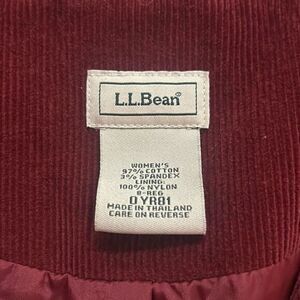 L.L.Bean®
WOMEN'S
97% COTTON
3% SPANDEX
LINING:
100% NYLON
8-REG
0YR81
MADE IN THAILAND
CARE ON REVERSE